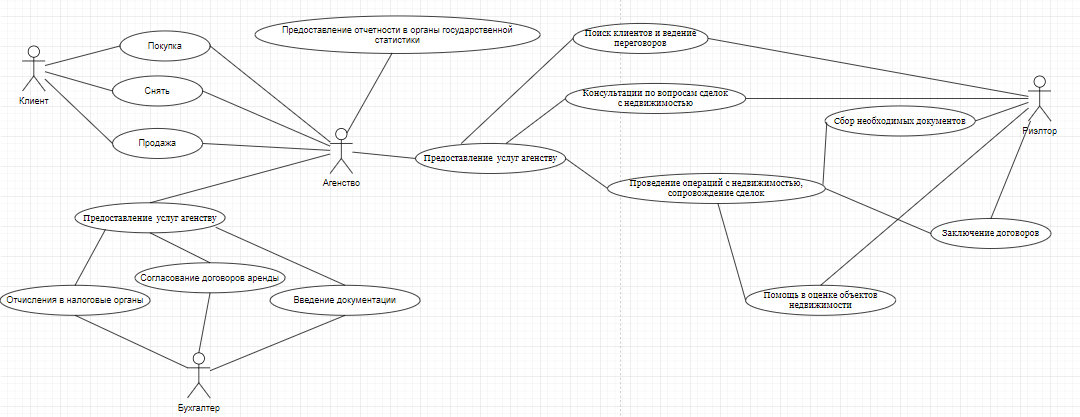 Предоставление отчетности в органы государственной
статистики
Поиск клиентов и ведение
переговоров
Покупка
Клиент
Снять
Консультации по вопросам сделок
с недвижимостью
Сбор необходимых документов
Риэлтор
Продажа
Агенство
Предоставление услуг агенству
Проведение операций с недвижимостью,
сопровождение сделок
Предоставление услуг агенству
Заключение договоров
Согласование договоров аренды
Отчисления в налоговые органы
Введение документации
Помощь в оценке объектов
недвижимости
Бухгалтер